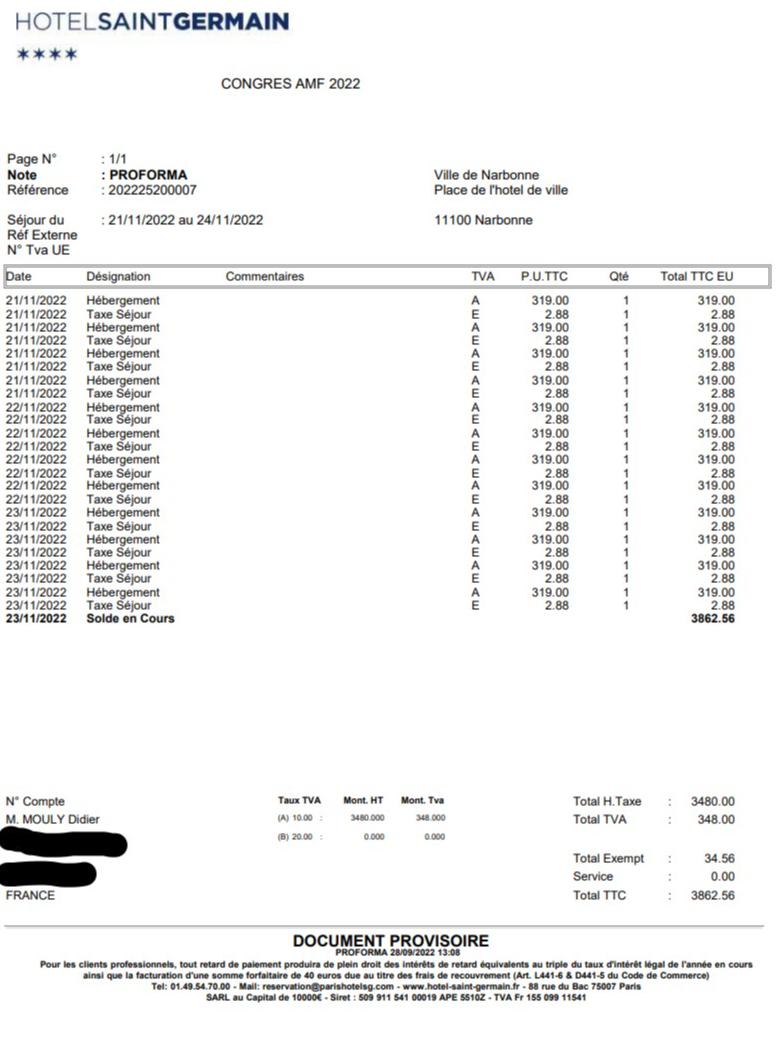 HOTELSAINTGERMAIN
★★★★
CONGRES AMF 2022
Page N° : 1/1
Note : PROFORMA Ville de Narbonne
Référence : 202225200007 Place de l'hotel de ville
Séjour du : 21/11/2022 au 24/11/2022 11100 Narbonne
Réf Externe
N° Tva UE
Date Désignation Commentaires TVA P.U.TTC Qté Total TTC EU
21/11/2022 Hébergement A 319.00 1 319.00
21/11/2022 Taxe Séjour E 2.88 1 2.88
21/11/2022 Hébergement A 319.00 1 319.00
21/11/2022 Taxe Séjour E 2.88 1 2.88
21/11/2022 Hébergement A 319.00 1 319.00
21/11/2022 Taxe Séjour E 2.88 1 2.88
21/11/2022 Hébergement A 319.00 1 319.00
21/11/2022 Taxe Séjour E 2.88 1 2.88
22/11/2022 Hébergement A 319.00 1 319.00
22/11/2022 Taxe Séjour E 2.88 1 2.88
22/11/2022 Hébergement A 319.00 1 319.00
22/11/2022 Taxe Séjour E 2.88 1 2.88
22/11/2022 Hébergement A 319.00 1 319.00
22/11/2022 Taxe Séjour E 2.88 1 2.88
22/11/2022 Hébergement A 319.00 1 319.00
22/11/2022 Taxe Séjour E 2.88 1 2.88
23/11/2022 Hébergement A 319.00 1 319.00
23/11/2022 Taxe Séjour E 2.88 1 2.88
23/11/2022 Hébergement A 319.00 1 319.00
23/11/2022 Taxe Séjour E 2.88 1 2.88
23/11/2022 Hébergement A 319.00 1 319.00
23/11/2022 Taxe Séjour E 2.88 1 2.88
23/11/2022 Hébergement A 319.00 1 319.00
23/11/2022 Taxe Séjour E 2.88 1 2.88
23/11/2022 Solde en Cours 3862.56
N° Compte Taux TVA Mont. HT Mont. Tva Total H.Taxe : 3480.00
M. MOULY Didier (A) 10.00 : 3480.000 348.000 Total TVA : 348.00
(B) 20.00 : 0.000 0.000
Total Exempt : 34.56
Service : 0.00
FRANCE Total TTC : 3862.56
DOCUMENT PROVISOIRE
PROFORMA 28/09/2022 13:08
Pour les clients professionnels, tout retard de paiement produira de plein droit des intérêts de retard équivalents au triple du taux d'intérêt légal de l'année en cours
ainsi que la facturation d'une somme forfaitaire de 40 euros due au titre des frais de recouvrement (Art. L441-6 & D441-5 du Code de Commerce)
Tel: 01.49.54.70.00 - Mail: reservation@parishotelsg.com - www.hotel-saint-germain.fr - 88 rue du Bac 75007 Paris
SARL au Capital de 10000€ - Siret : 509 911 541 00019 APE 5510Z - TVA Fr 155 099 11541